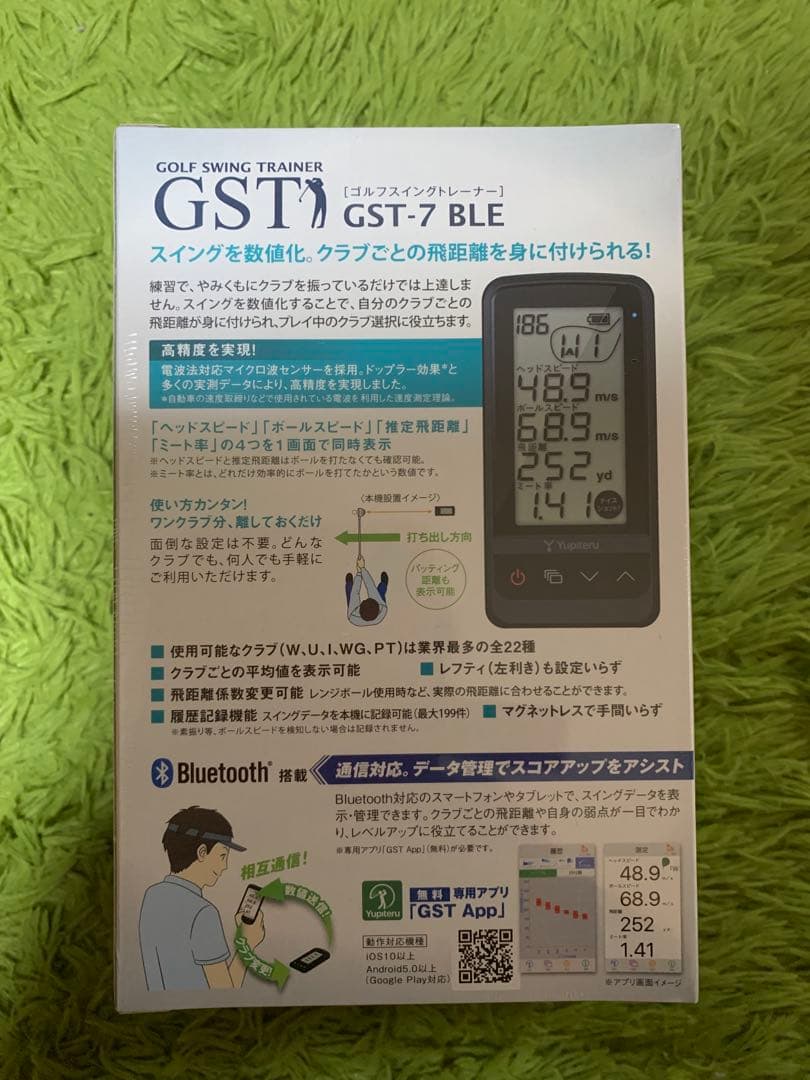 GOLF SWING TRAINER
GST
[ゴルフスイングトレーナー]
GST-7 BLE
スイングを数値化。クラブごとの飛距離を身に付けられる!
練習で、やみくもにクラブを振っているだけでは上達しま
せん。スイングを数値化することで、自分のクラブごとの
飛距離が身に付けられ、プレイ中のクラブ選択に役立ちます。
高精度を実現!
電波法対応マイクロ波センサーを採用。ドップラー効果*と
多くの実測データにより、高精度を実現しました。
*自動車の速度取締りなどで使用されている電波を利用した速度測定理論。
「ヘッドスピード」「ボールスピード」「推定飛距離」
「ミート率」の4つを1画面で同時表示
※ヘッドスピードと推定飛距離はボールを打たなくても確認可能。
※ミート率とは、どれだけ効率的にボールを打てたかという数値です。
186
1W
ヘッドスピード
48.9 m/s
ボールスピード
68.9 m/s
飛距離
252 yd
ミート率
1.41
ナイスショット!
Yupiteru
使い方カンタン!
ワンクラブ分、離しておくだけ
面倒な設定は不要。どんな
クラブでも、何人でも手軽に
ご利用いただけます。
〈本機設置イメージ〉
打ち出し方向
パッティング
距離も
表示可能
■ 使用可能なクラブ(W、U、I、WG、PT)は業界最多の全22種
■ クラブごとの平均値を表示可能 ■ レフティ(左利き)も設定いらず
■ 飛距離係数変更可能 レンジボール使用時など、実際の飛距離に合わせることができます。
■ 履歴記録機能 スイングデータを本機に記録可能(最大199件) ■ マグネットレスで手間いらず
※素振り等、ボールスピードを検知しない場合は記録されません。
Bluetooth® 搭載
通信対応。データ管理でスコアアップをアシスト
Bluetooth対応のスマートフォンやタブレットで、スイングデータを表
示・管理できます。クラブごとの飛距離や自身の弱点が一目でわか
り、レベルアップに役立てることができます。
※専用アプリ「GST App」(無料)が必要です。
相互通信!
数値送信!
クラブ変更!
Yupiteru
無料 専用アプリ
「GST App」
動作対応機種
iOS10以上
Android5.0以上
(Google Play対応)
履歴
測定
ヘッドスピード
48.9
ボールスピード
68.9
飛距離
252
ミート率
1.41
※アプリ画面イメージ